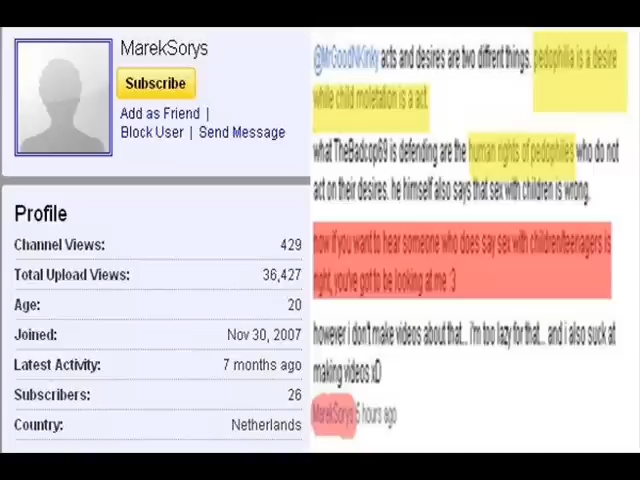 MarekSorys
Subscribe
Add as Friend |
Block User | Send Message
Profile
Channel Views: 429
Total Upload Views: 36,427
Age: 20
Joined: Nov 30, 2007
Latest Activity: 7 months ago
Subscribers: 26
Country: Netherlands
@MrGoodNKinky acts and desires are two diffrent things. pedophilia is a desire
while child moletation is a act.
what TheBadcop69 is defending are the human rights of pedophiles who do not
act on their desires. he himself also says that sex with children is wrong.
now if you want to hear someone who does say sex with children/teenagers is
right, you've got to be looking at me :3
however I don't make videos about that... i'm too lazy for that... and i also suck at
making videos xD
MarekSorys 5 hours ago